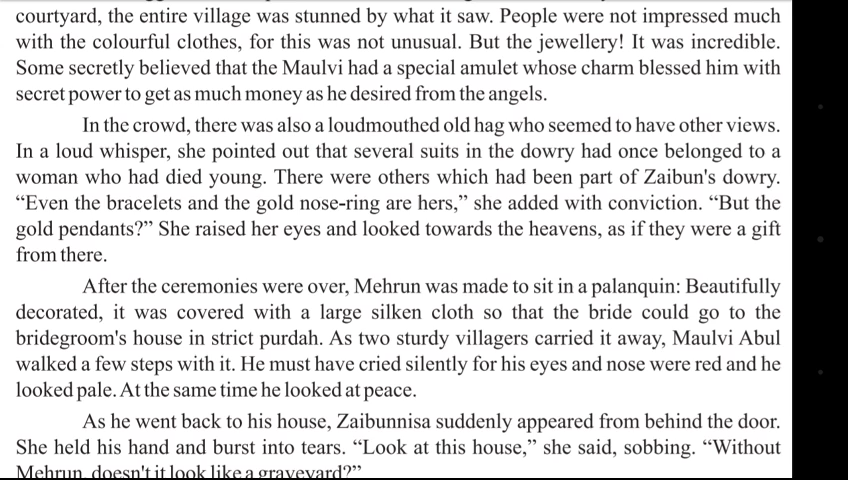 courtyard, the entire village was stunned by what it saw. People were not impressed much
with the colourful clothes, for this was not unusual. But the jewellery! It was incredible.
Some secretly believed that the Maulvi had a special amulet whose charm blessed him with
secret power to get as much money as he desired from the angels.
In the crowd, there was also a loudmouthed old hag who seemed to have other views.
In a loud whisper, she pointed out that several suits in the dowry had once belonged to a
woman who had died young. There were others which had been part of Zaibun's dowry.
“Even the bracelets and the gold nose-ring are hers,” she added with conviction. “But the
gold pendants?” She raised her eyes and looked towards the heavens, as if they were a gift
from there.
After the ceremonies were over, Mehrun was made to sit in a palanquin: Beautifully
decorated, it was covered with a large silken cloth so that the bride could go to the
bridegroom's house in strict purdah. As two sturdy villagers carried it away, Maulvi Abul
walked a few steps with it. He must have cried silently for his eyes and nose were red and he
looked pale. At the same time he looked at peace.
As he went back to his house, Zaibunnisa suddenly appeared from behind the door.
She held his hand and burst into tears. “Look at this house,” she said, sobbing. “Without
Mehrun, doesn't it look like a graveyard?”